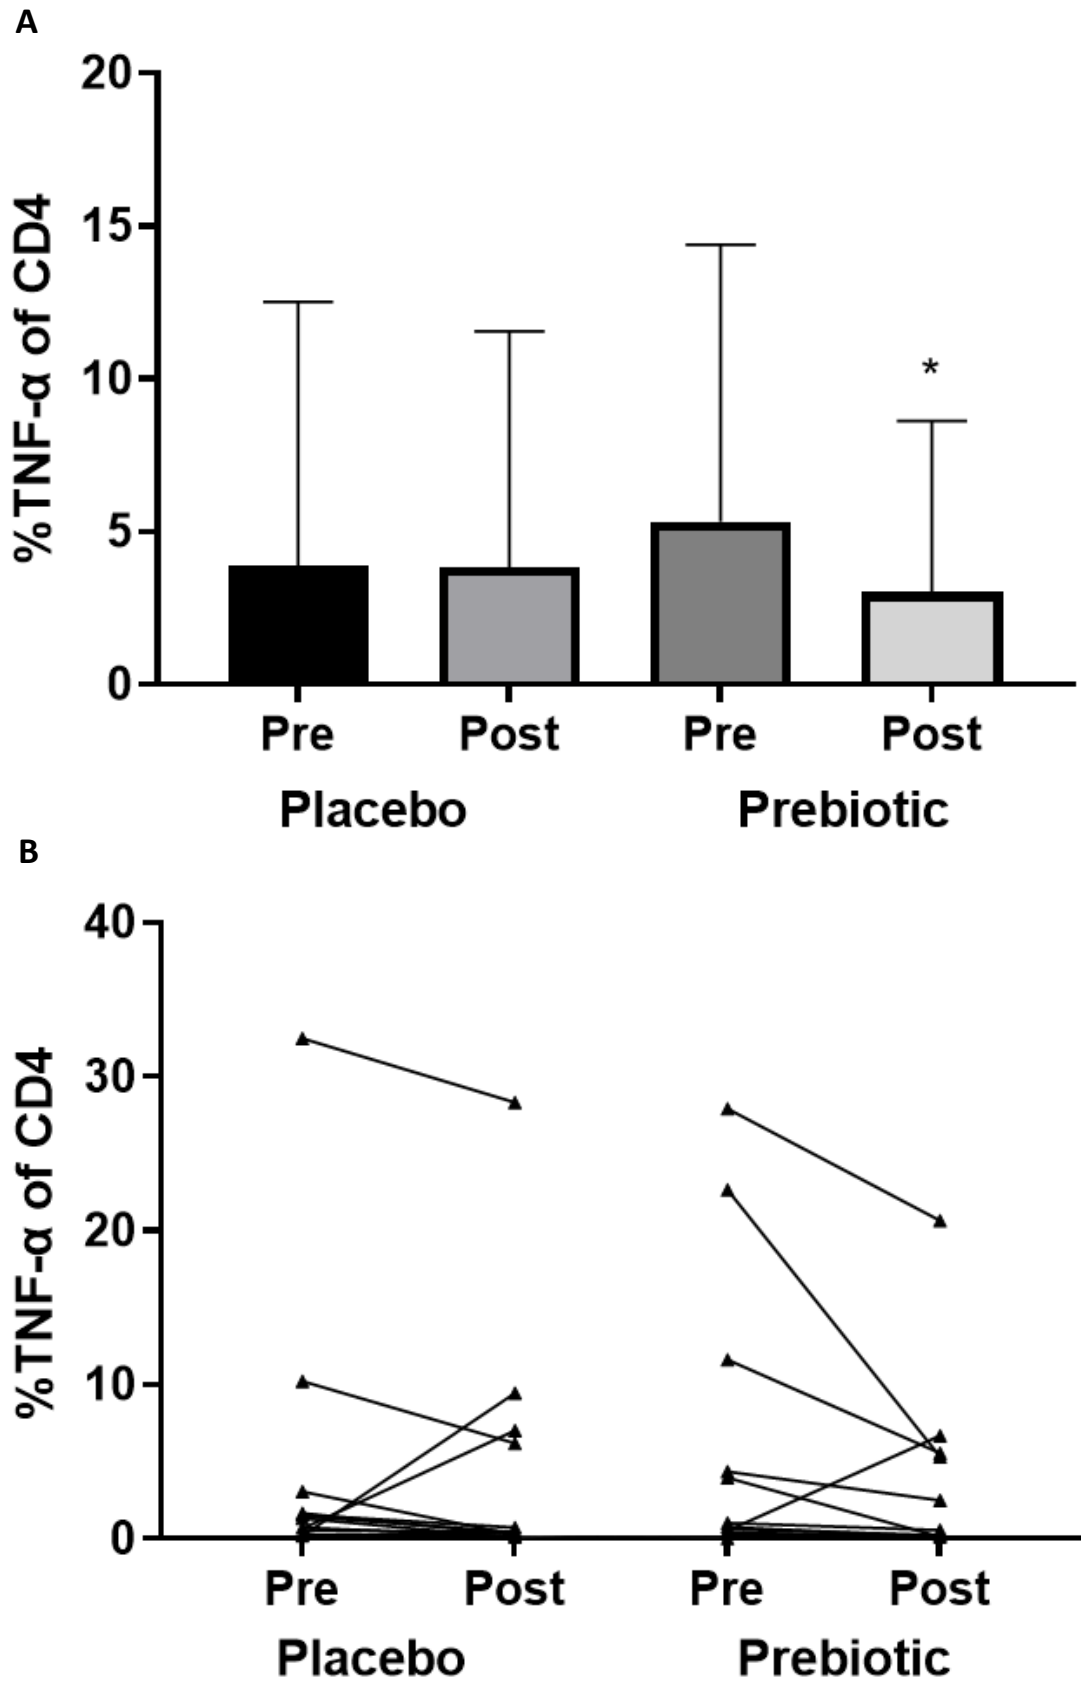 A
%TNF-α of CD4
20
15
10
5
0
*
Pre Post Pre Post
Placebo Prebiotic
B
%TNF-α of CD4
40
30
20
10
0
Pre Post Pre Post
Placebo Prebiotic